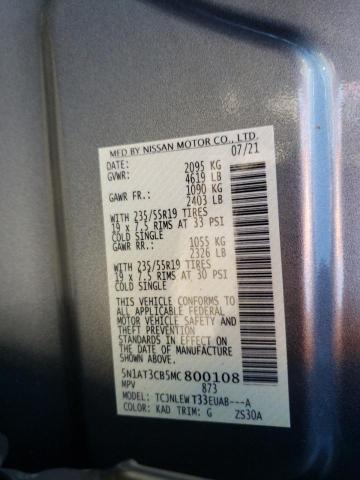 MFD BY NISSAN MOTOR CO., LTD.
DATE: 07/21
GVWR: 2095 KG
4619 LB
GAWR FR.: 1090 KG
2403 LB
WITH 235/55R19 TIRES
19 x 7.5 RIMS AT 33 PSI
COLD SINGLE
GAWR RR.: 1055 KG
2326 LB
WITH 235/55R19 TIRES
19 x 7.5 RIMS AT 30 PSI
COLD SINGLE
THIS VEHICLE CONFORMS TO
ALL APPLICABLE FEDERAL
MOTOR VEHICLE SAFETY AND
THEFT PREVENTION
STANDARDS IN EFFECT ON
THE DATE OF MANUFACTURE
SHOWN ABOVE.
5N1AT3CB5MC800108
MPV 873
MODEL: TCJNLEWT33EUAB---A
COLOR: KAD TRIM: G ZS30A